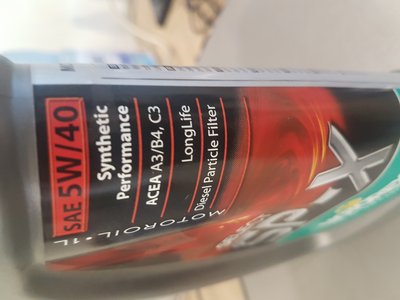 SAE 5W/40
Synthetic
Performance
ACEA A3/B4, C3
LongLife
Diesel Particle Filter
MOTOROIL • 1L